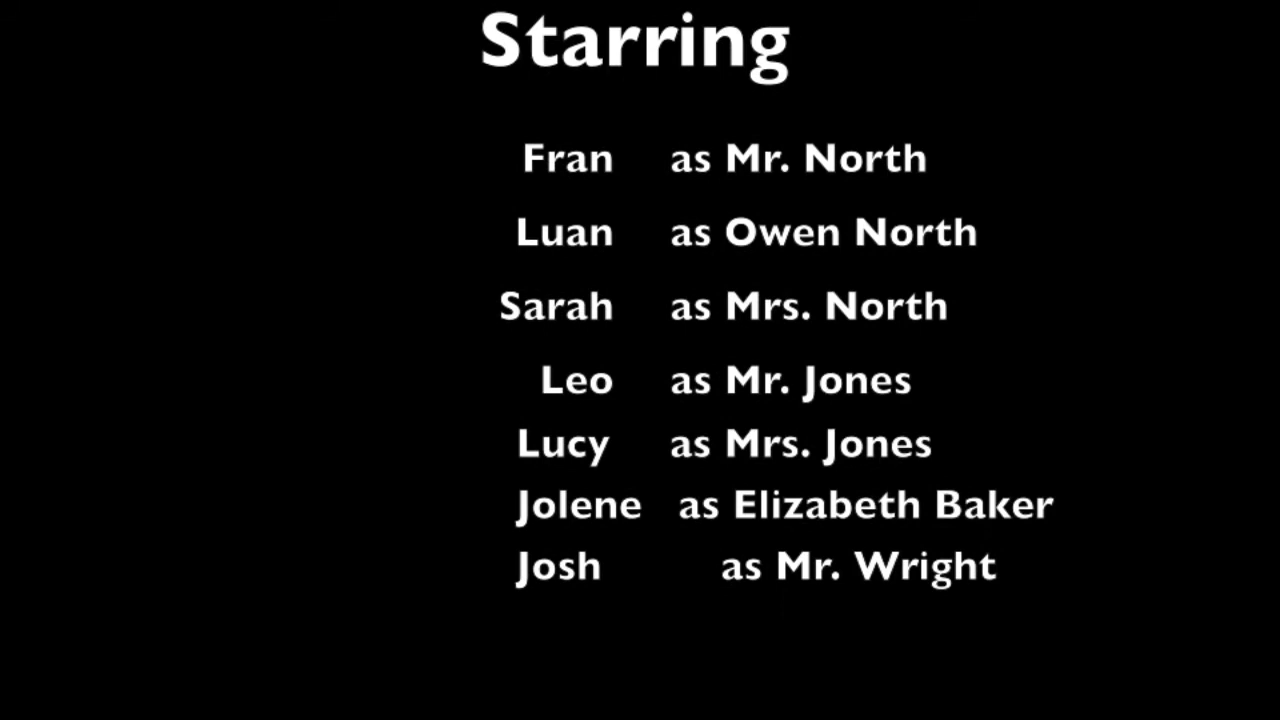 Starring
Fran as Mr. North
Luan as Owen North
Sarah as Mrs. North
Leo as Mr. Jones
Lucy as Mrs. Jones
Jolene as Elizabeth Baker
Josh as Mr. Wright